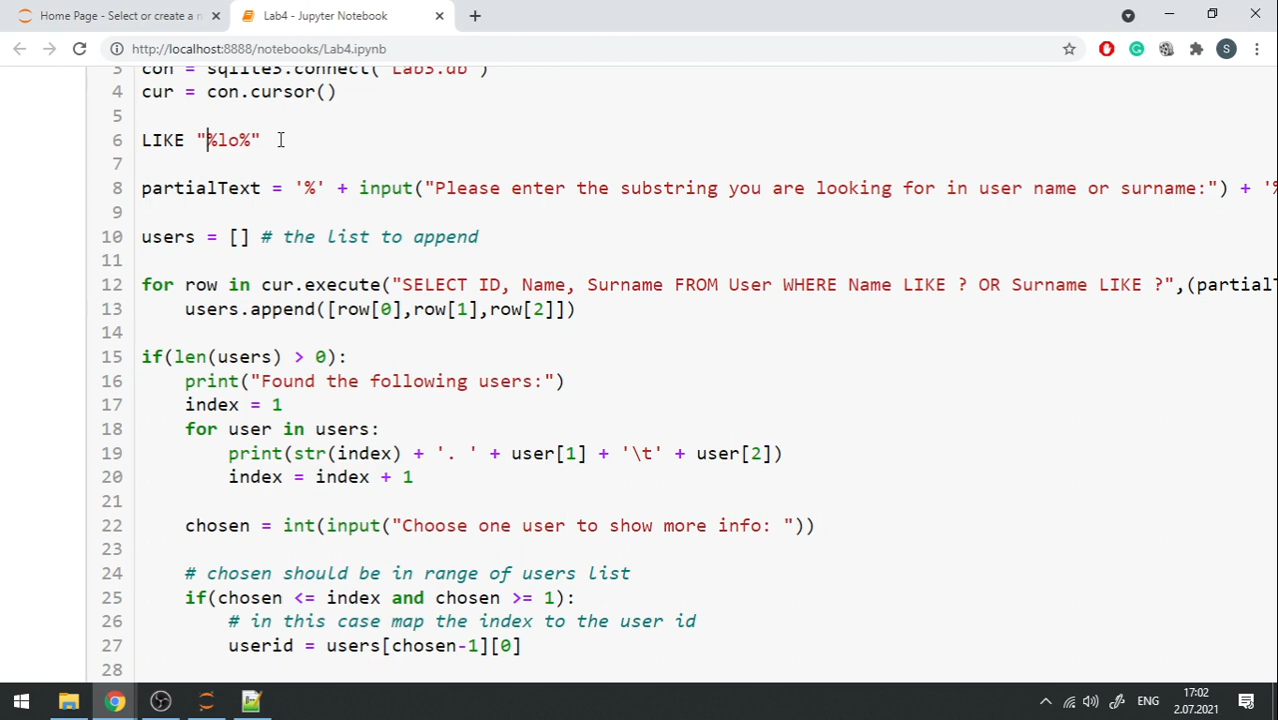 Home Page - Select or create a n
Lab4 - Jupyter Notebook
http://localhost:8888/notebooks/Lab4.ipynb
S
3 con = sqlite3.connect("Lab3.db")
4 cur = con.cursor()
5
6 LIKE "%lo%"
7
8 partialText = '%' + input("Please enter the substring you are looking for in user name or surname:") + '%
9
10 users = [] # the list to append
11
12 for row in cur.execute("SELECT ID, Name, Surname FROM User WHERE Name LIKE ? OR Surname LIKE ?",(partialT
13 users.append([row[0],row[1],row[2]])
14
15 if(len(users) > 0):
16 print("Found the following users:")
17 index = 1
18 for user in users:
19 print(str(index) + '. ' + user[1] + '\t' + user[2])
20 index = index + 1
21
22 chosen = int(input("Choose one user to show more info: "))
23
24 # chosen should be in range of users list
25 if(chosen <= index and chosen >= 1):
26 # in this case map the index to the user id
27 userid = users[chosen-1][0]
28
ENG
17:02
2.07.2021